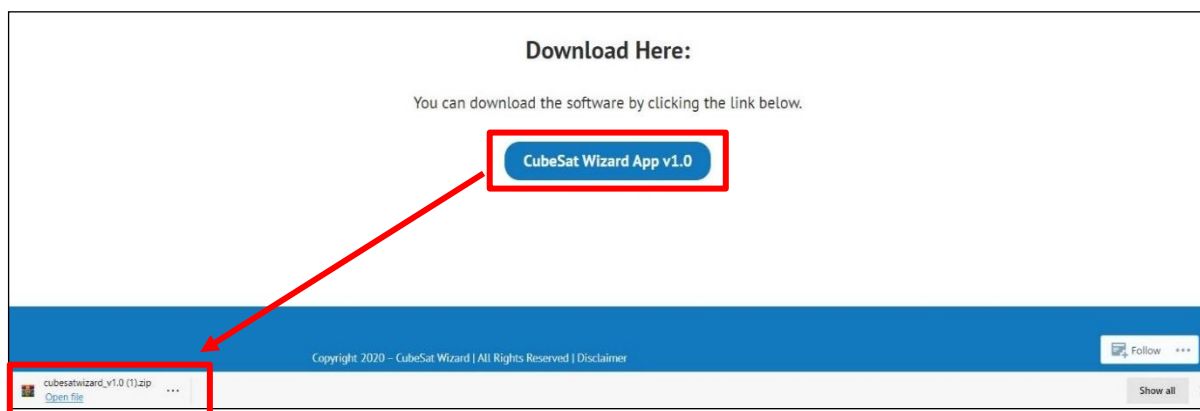 Download Here:
You can download the software by clicking the link below.
CubeSat Wizard App v1.0
Copyright 2020 – CubeSat Wizard | All Rights Reserved | Disclaimer
Follow ...
cubesatwizard_v1.0 (1).zip ...
Open file
Show all